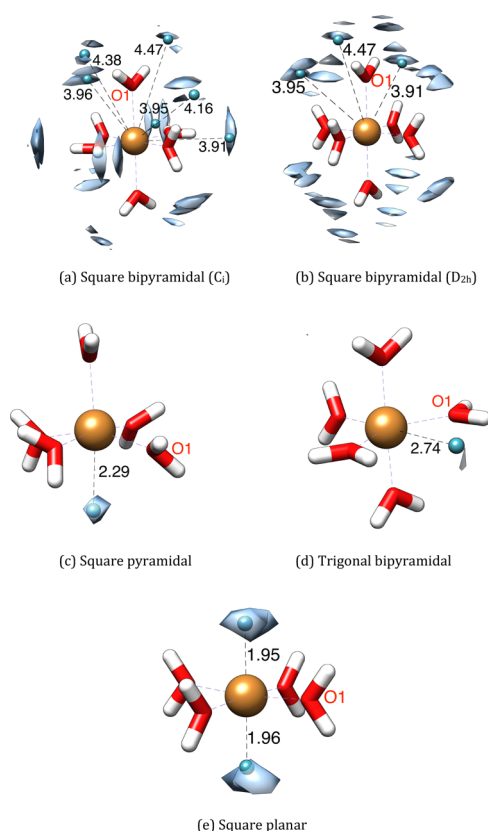 4.47
4.38
3.96
O1
3.95
4.16
3.91
(a) Square bipyramidal (Cᵢ)
4.47
3.95
O1
3.91
(b) Square bipyramidal (D₂ₕ)
O1
2.29
(c) Square pyramidal
O1
2.74
(d) Trigonal bipyramidal
1.95
O1
1.96
(e) Square planar